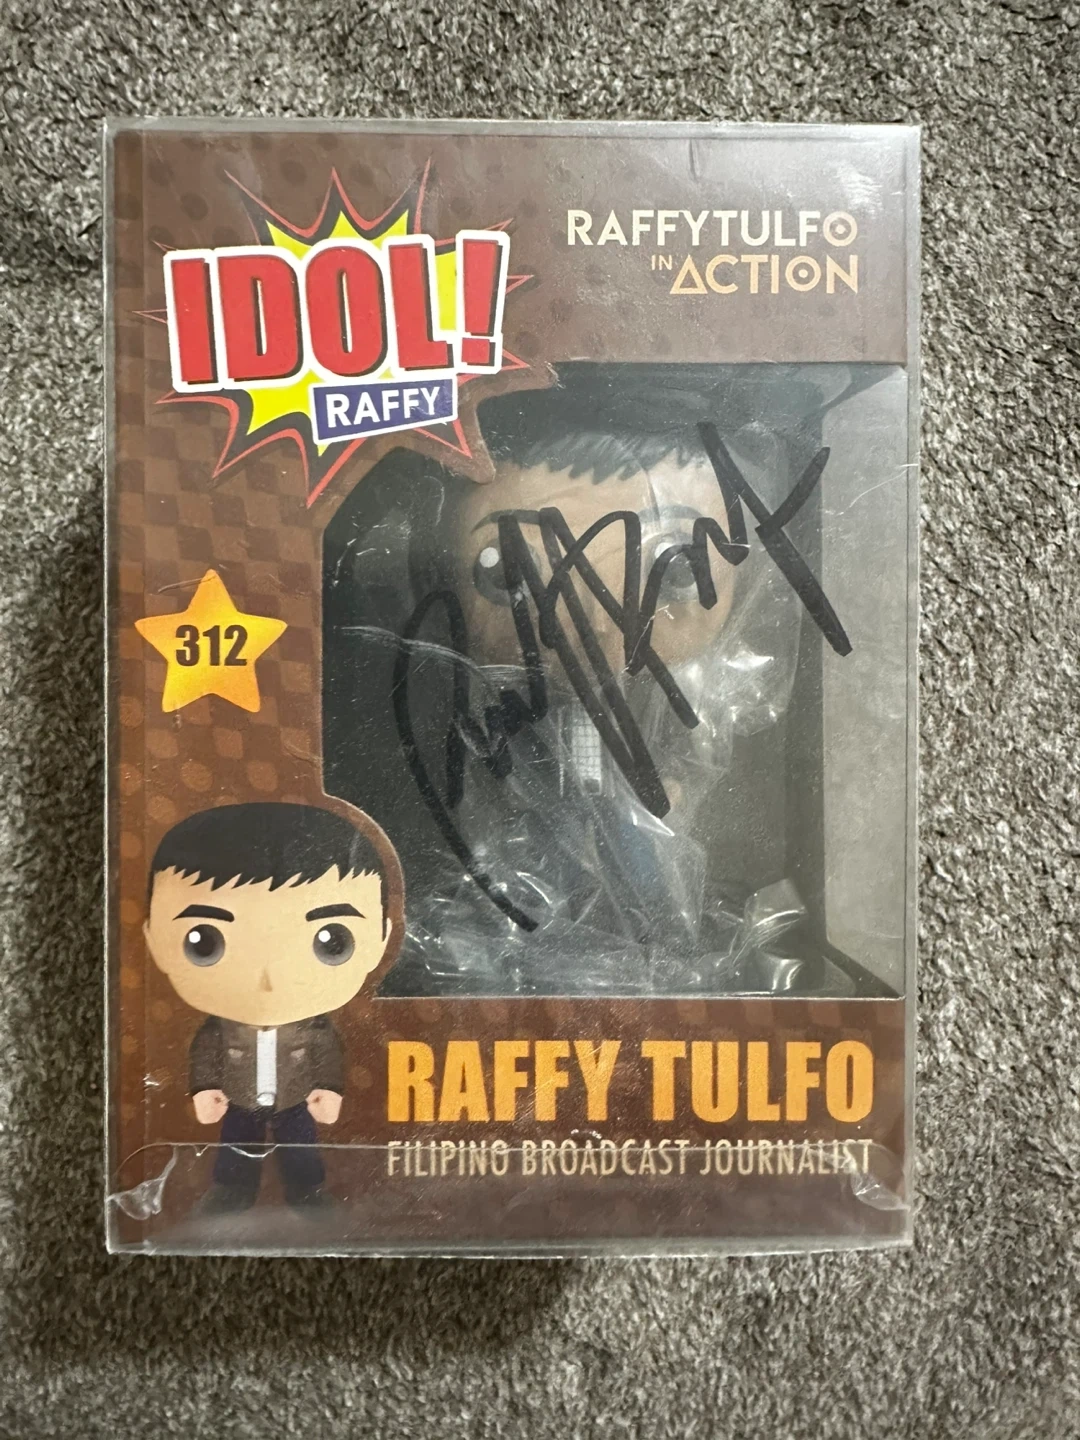 IDOL!
RAFFY
RAFFYTULFO
IN ACTION
312
RAFFY TULFO
FILIPINO BROADCAST JOURNALIST